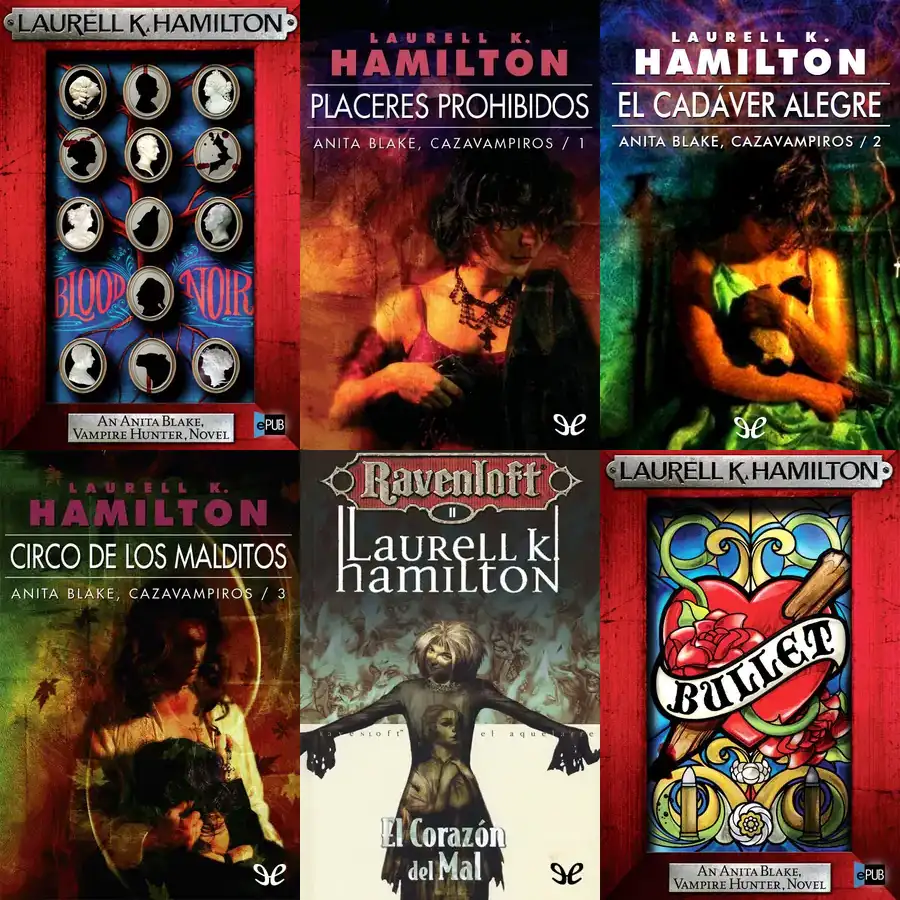 LAURELL K. HAMILTON
BLOOD NOIR
AN ANITA BLAKE,
VAMPIRE HUNTER, NOVEL
ePUB
LAURELL K.
HAMILTON
PLACERES PROHIBIDOS
ANITA BLAKE, CAZAVAMPIROS / 1
LAURELL K.
HAMILTON
EL CADÁVER ALEGRE
ANITA BLAKE, CAZAVAMPIROS / 2
LAURELL K.
HAMILTON
CIRCO DE LOS MALDITOS
ANITA BLAKE, CAZAVAMPIROS / 3
Ravenloft
II
LAURELL K.
HAMILTON
ravenloft el aquelarre
El Corazón
del Mal
LAURELL K. HAMILTON
BULLET
AN ANITA BLAKE,
VAMPIRE HUNTER, NOVEL
ePUB